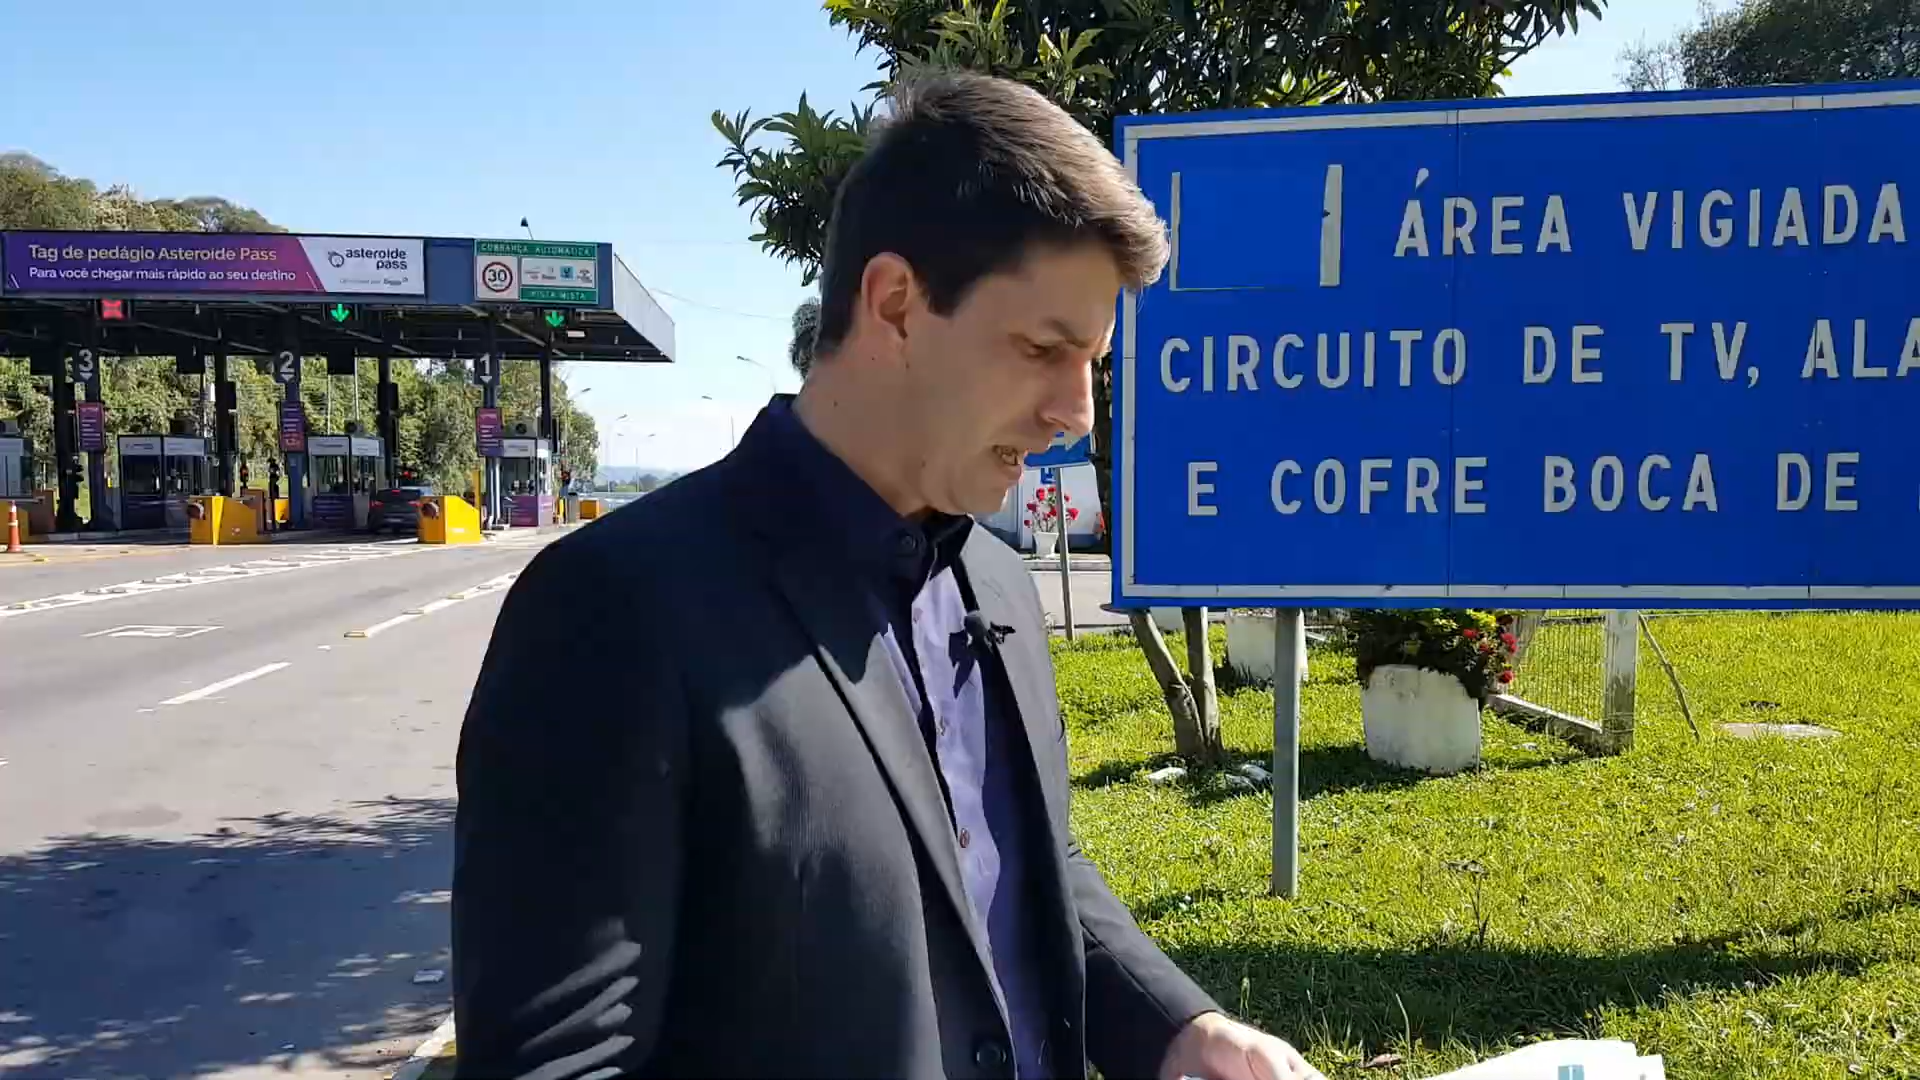 Tag de pedágio Asteroide Pass
Para você chegar mais rápido ao seu destino
asteroide
pass
COBRANÇA AUTOMÁTICA
30
PISTA MISTA
3
2
1
ÁREA VIGIADA
CIRCUITO DE TV, ALA
E COFRE BOCA DE